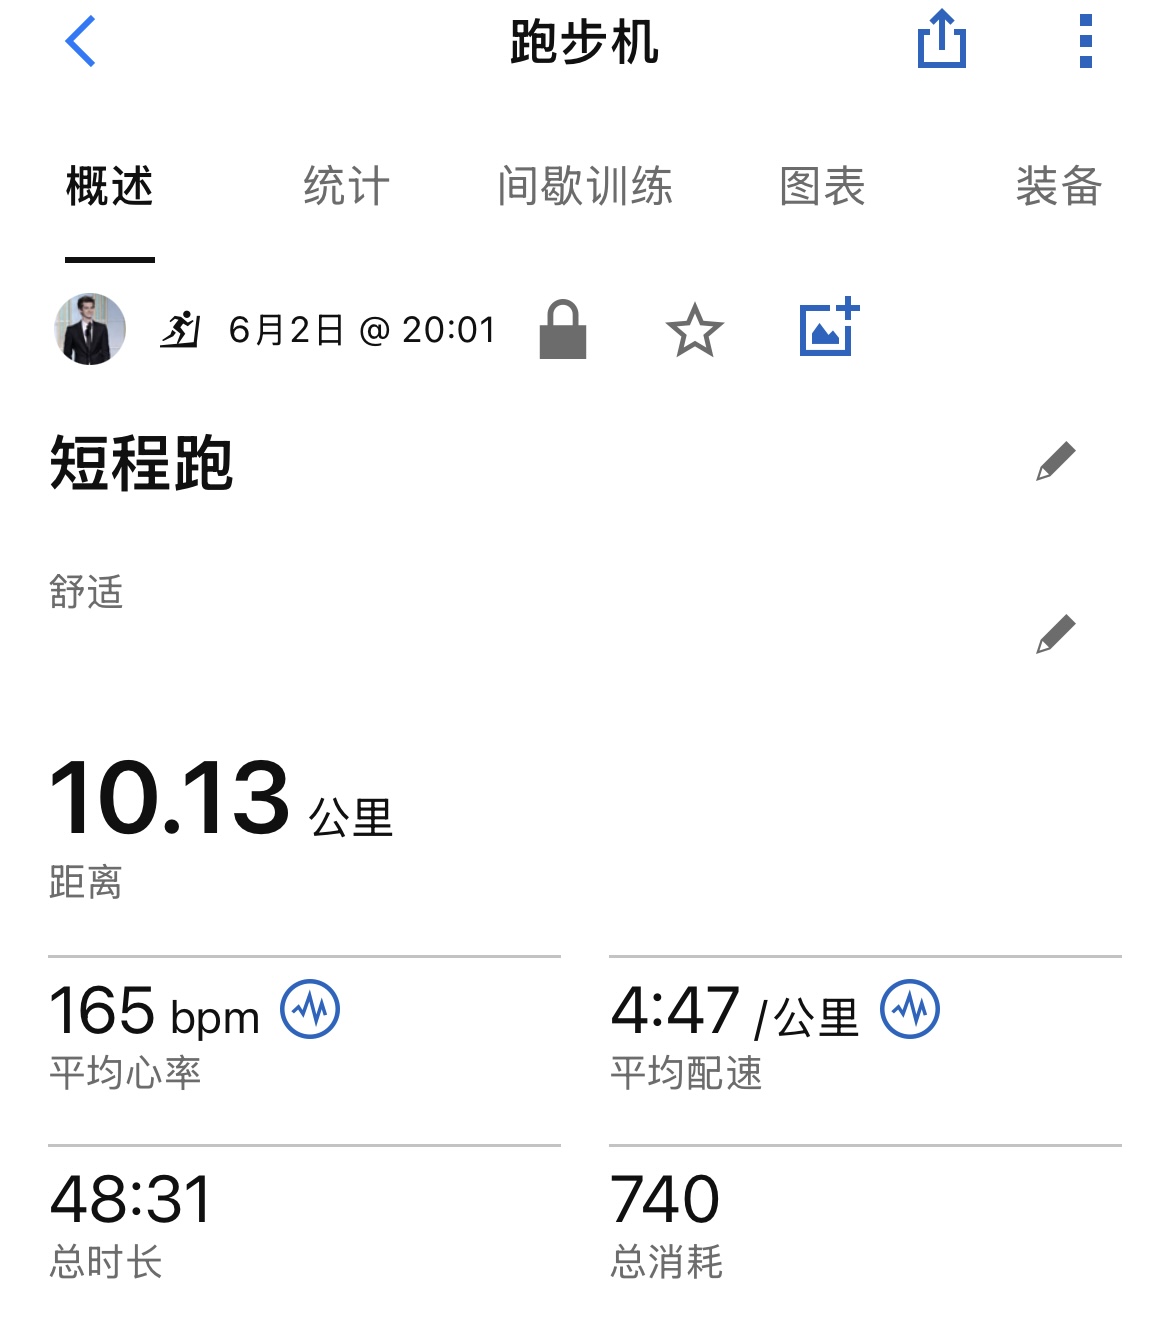 跑步机
概述 统计 间歇训练 图表 装备
6月2日 @ 20:01
短程跑
舒适
10.13 公里
距离
165 bpm 4:47 /公里
平均心率 平均配速
48:31 740
总时长 总消耗